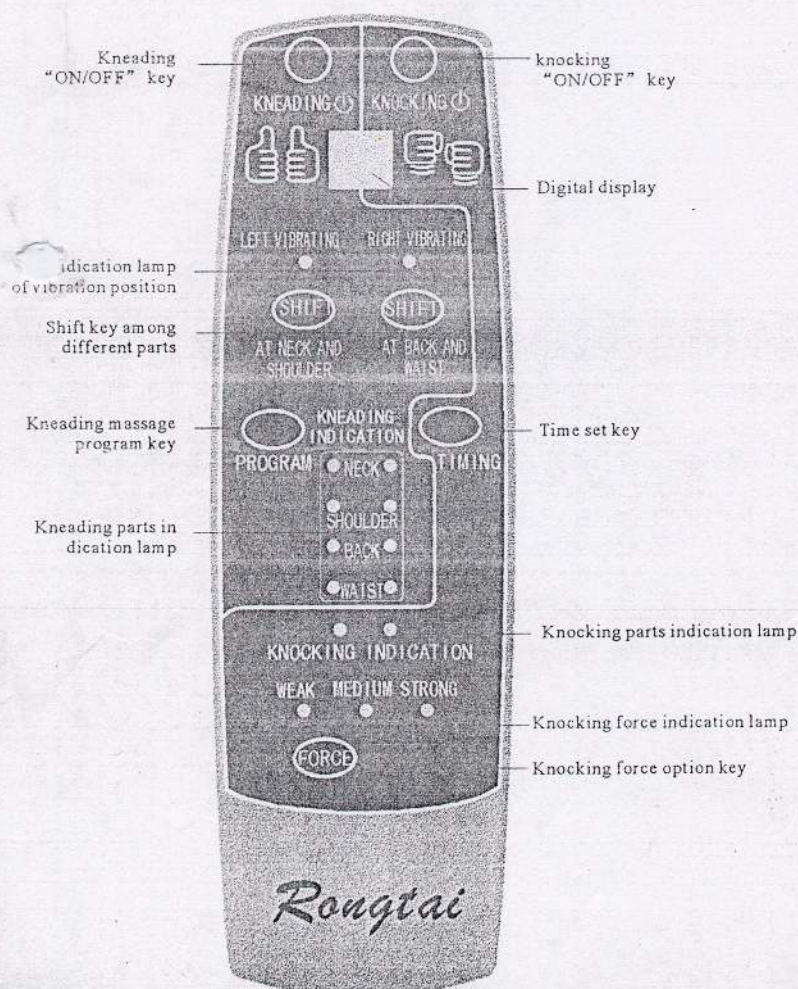 Kneading
"ON/OFF" key
knocking
"ON/OFF" key
KNEADING
KNOCKING
Digital display
LEFT VIBRATING
RIGHT VIBRATING
lamp
of vibration position
SHIFT
SHIFT
Shift key among
different parts
AT NECK AND
SHOULDER
AT BACK AND
WAIST
Kneading massage
program key
KNEADING
INDICATION
Time set key
PROGRAM
TIMING
NECK
SHOULDER
BACK
WAIST
Kneading parts in
dication lamp
Knocking parts indication lamp
KNOCKING INDICATION
WEAK MEDIUM STRONG
Knocking force indication lamp
FORCE
Knocking force option key
Rongtai